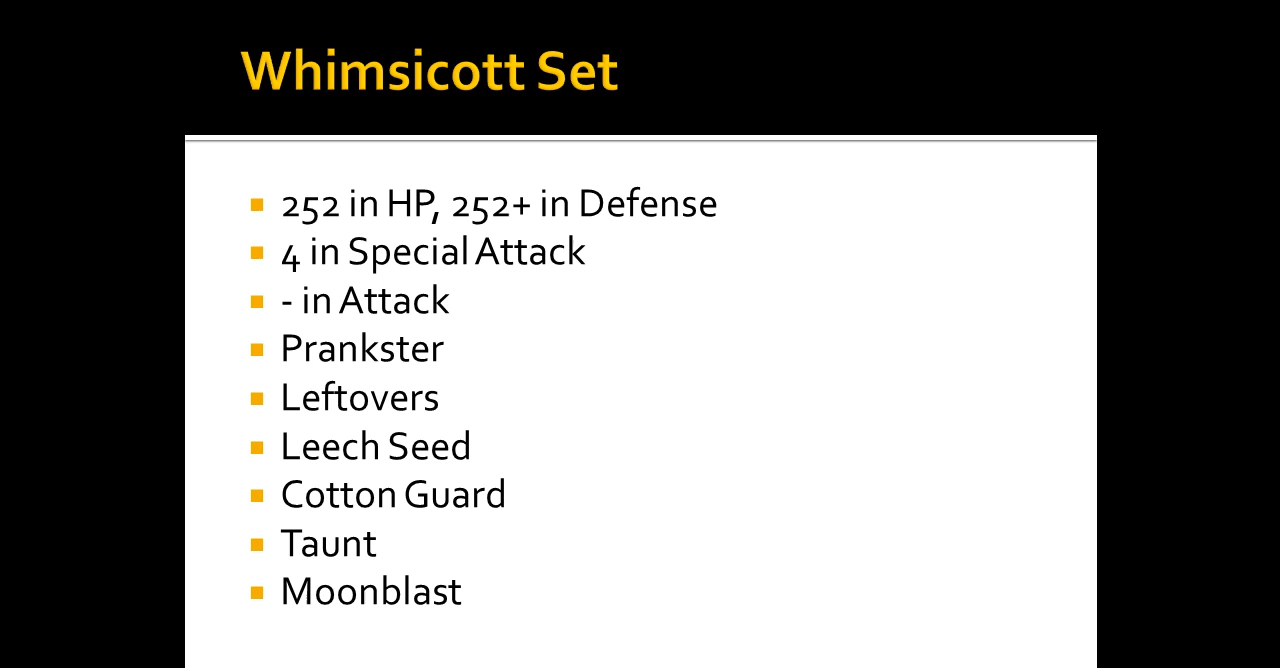 Whimsicott Set
252 in HP, 252+ in Defense
4 in Special Attack
- in Attack
Prankster
Leftovers
Leech Seed
Cotton Guard
Taunt
Moonblast